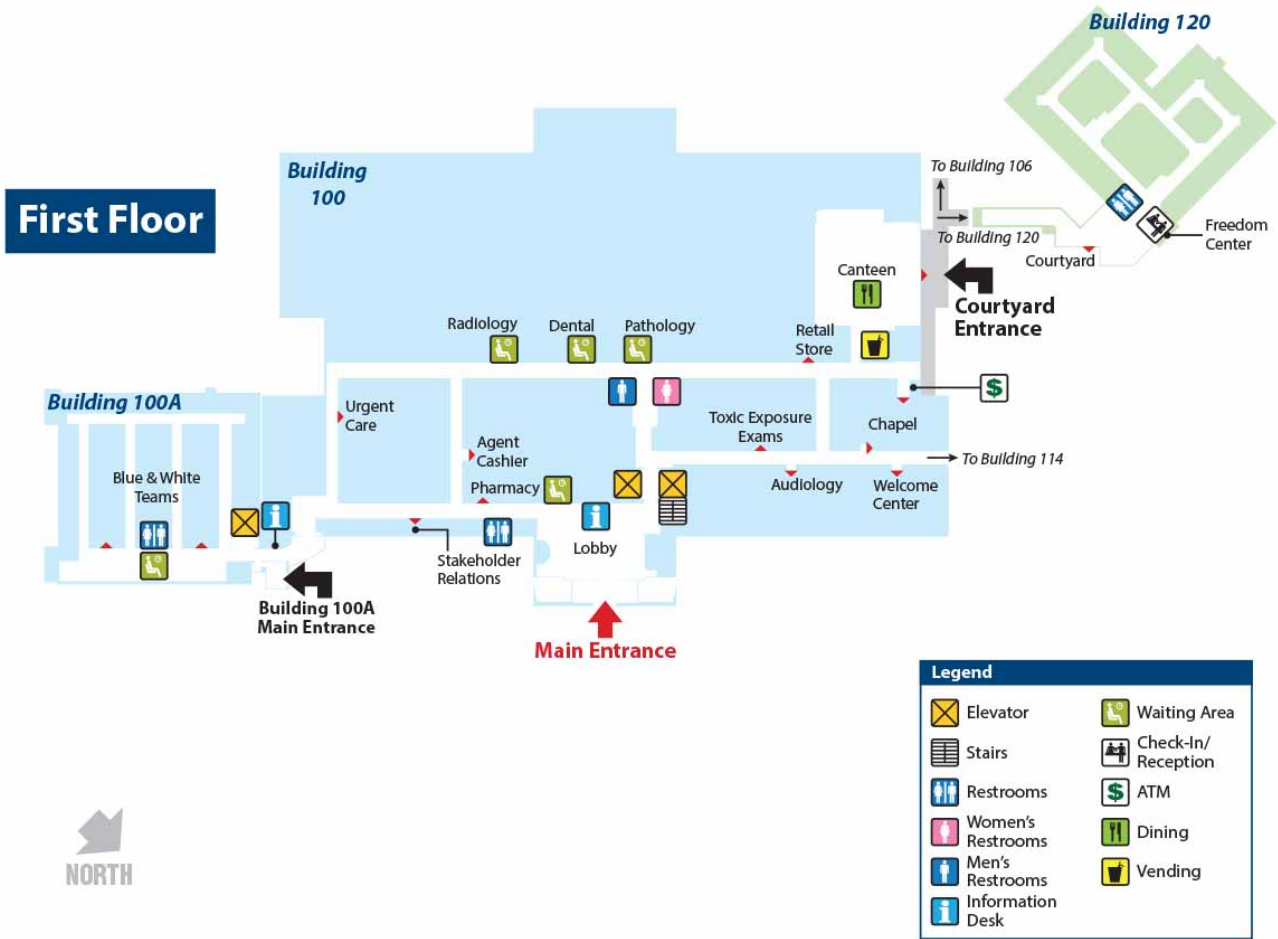 Building 120
To Building 106
Building
100
First Floor
To Building 120
Freedom
Center
Courtyard
Canteen
Courtyard
Entrance
Radiology
Dental
Pathology
Retail
Store
$
Building 100A
Urgent
Care
Toxic Exposure
Exams
Chapel
Agent
Cashier
To Building 114
Blue & White
Teams
Pharmacy
Audiology
Welcome
Center
i
i
Lobby
Stakeholder
Relations
Building 100A
Main Entrance
Main Entrance
Legend
Elevator
Stairs
Restrooms
Women's
Restrooms
Men's
Restrooms
i
Information
Desk
Waiting Area
Check-In/
Reception
$
ATM
Dining
Vending
NORTH